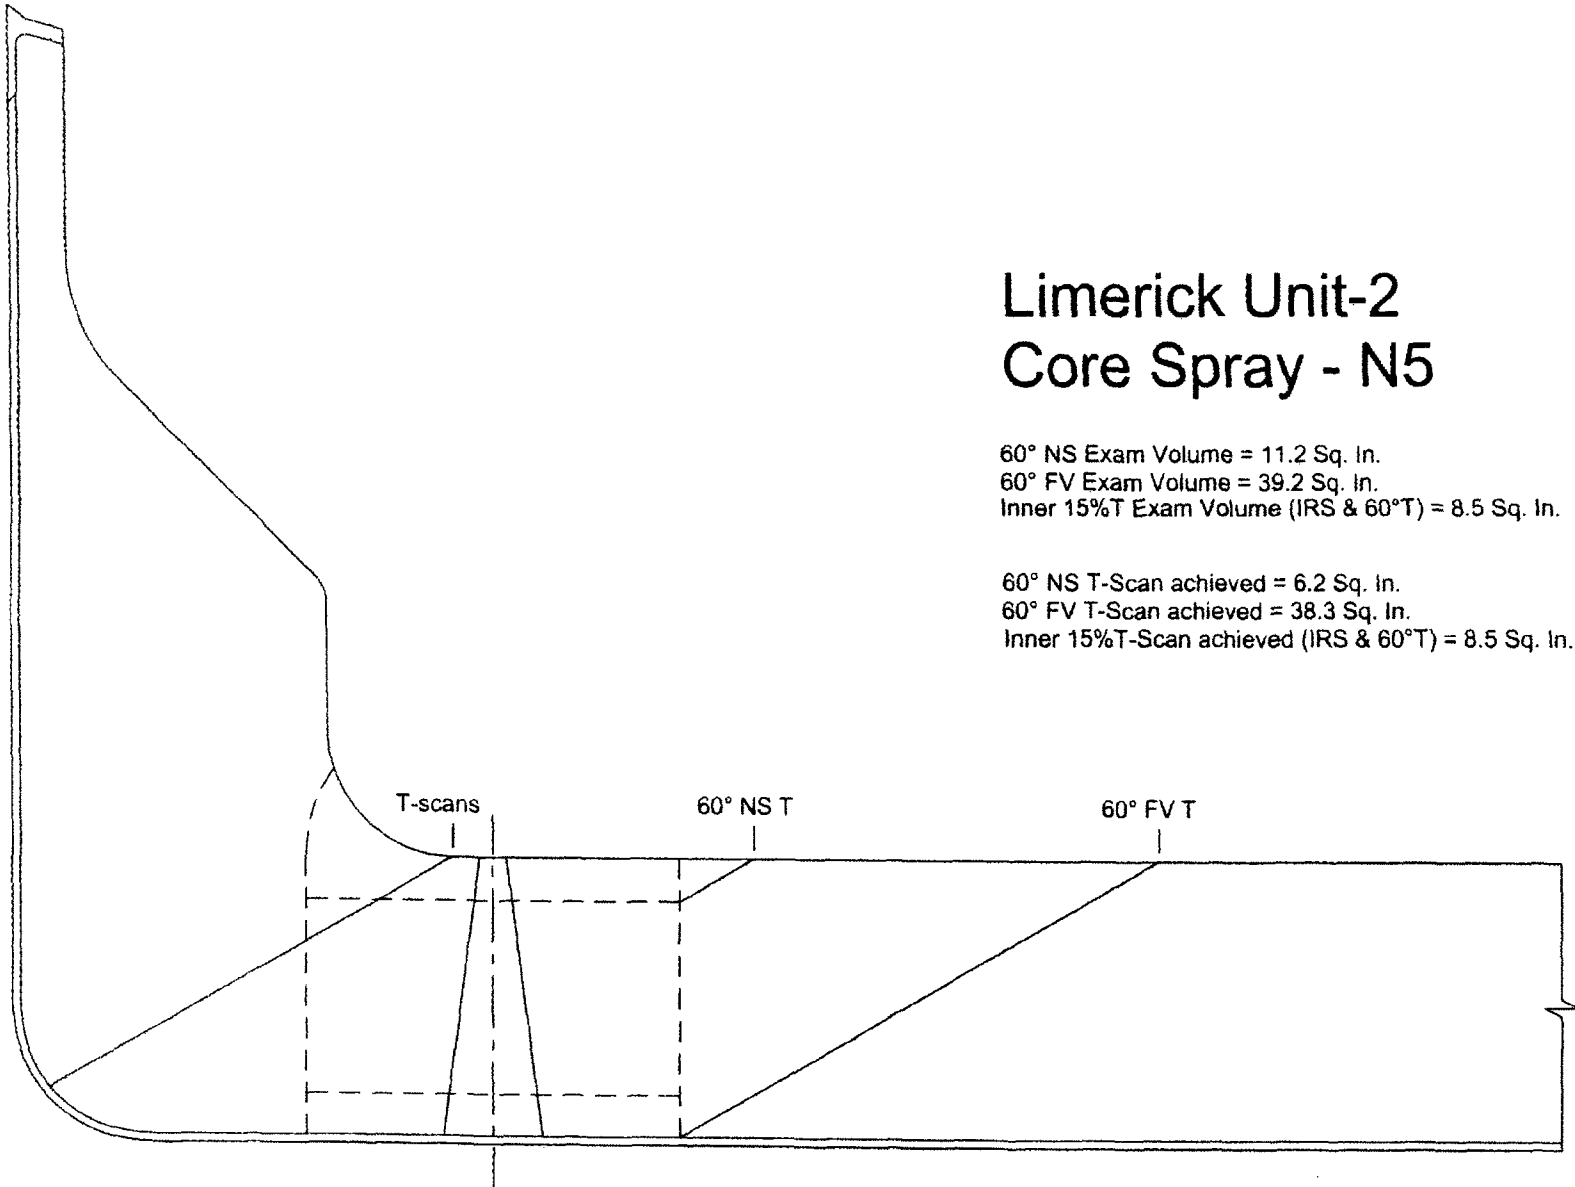 Limerick Unit-2
Core Spray - N5
60° NS Exam Volume = 11.2 Sq. In.
60° FV Exam Volume = 39.2 Sq. In.
Inner 15%T Exam Volume (IRS & 60°T) = 8.5 Sq. In.
60° NS T-Scan achieved = 6.2 Sq. In.
60° FV T-Scan achieved = 38.3 Sq. In.
Inner 15%T-Scan achieved (IRS & 60°T) = 8.5 Sq. In.
T-scans
60° NS T
60° FV T